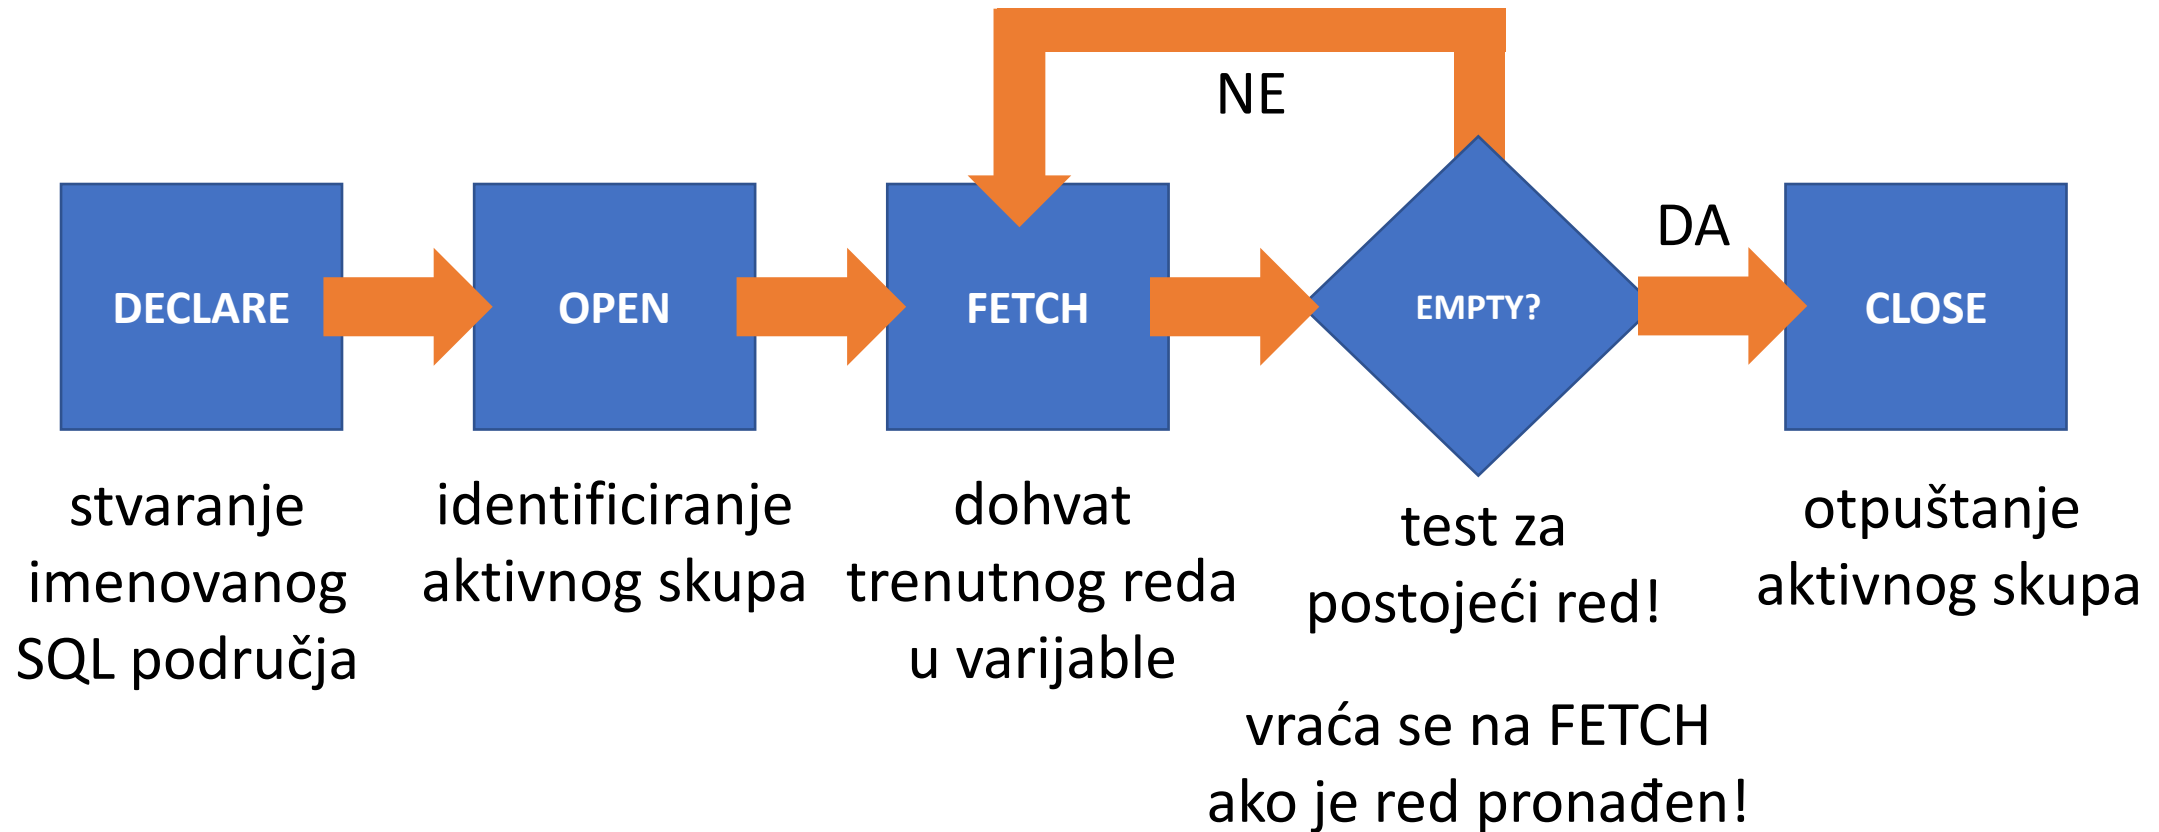 NE
DA
DECLARE
OPEN
FETCH
EMPTY?
CLOSE
stvaranje
imenovanog
SQL područja
identificiranje
aktivnog skupa
dohvat
trenutnog reda
u varijable
test za
postojeći red!
vraća se na FETCH
ako je red pronađen!
otpuštanje
aktivnog skupa